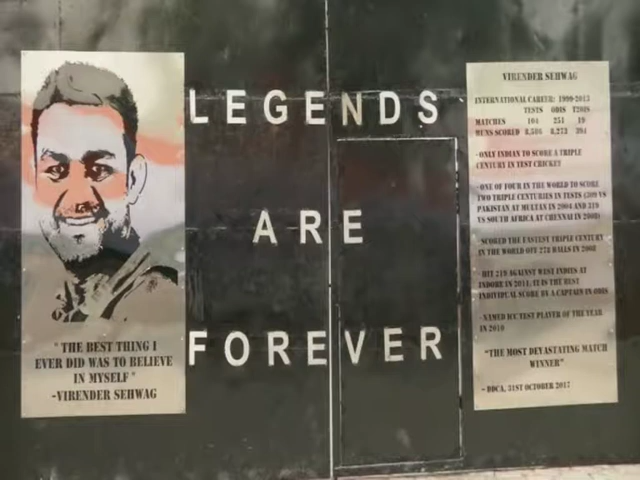 LEGENDS
ARE
FOREVER
" THE BEST THING I
EVER DID WAS TO BELIEVE
IN MYSELF "
-VIRENDER SEHWAG
VIRENDER SEHWAG
INTERNATIONAL CAREER: 1999-2013
TESTS ODIS T20IS
MATCHES 104 251 19
RUNS SCORED 8,586 8,273 394
- ONLY INDIAN TO SCORE A TRIPLE
CENTURY IN TEST CRICKET
- ONE OF FOUR IN THE WORLD TO SCORE
TWO TRIPLE CENTURIES IN TESTS (309 VS
PAKISTAN AT MULTAN IN 2004 AND 319
VS SOUTH AFRICA AT CHENNAI IN 2008)
- SCORED THE FASTEST TRIPLE CENTURY
IN THE WORLD OFF 278 BALLS IN 2008
- HIT 219 AGAINST WEST INDIES AT
INDORE IN 2011. IT IS THE BEST
INDIVIDUAL SCORE BY A CAPTAIN IN ODIS
- NAMED ICC TEST PLAYER OF THE YEAR
IN 2010
"THE MOST DEVASTATING MATCH
WINNER"
- DDCA, 31ST OCTOBER 2017